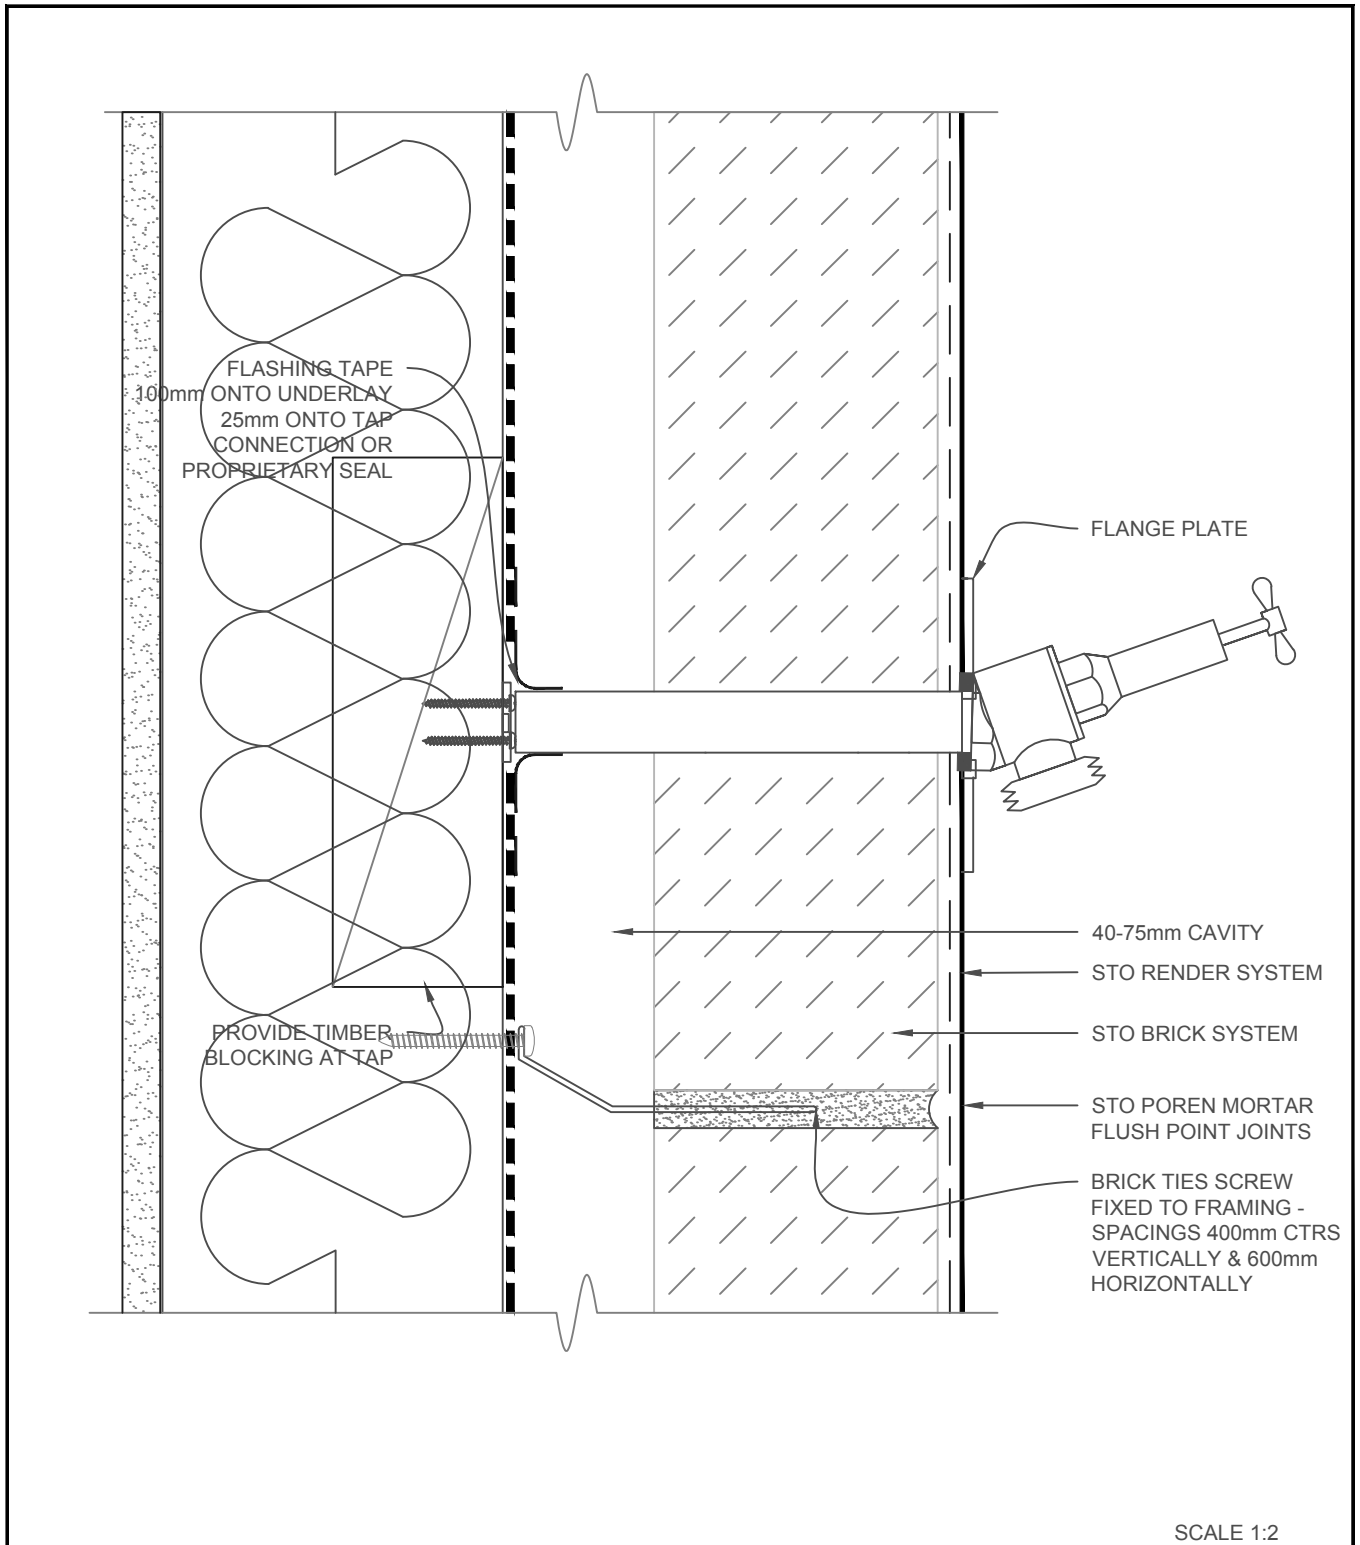 FLASHING TAPE
100mm ONTO UNDERLAY
25mm ONTO TAP
CONNECTION OR
PROPRIETARY SEAL
FLANGE PLATE
40-75mm CAVITY
STO RENDER SYSTEM
PROVIDE TIMBER
BLOCKING AT TAP
STO BRICK SYSTEM
STO POREN MORTAR
FLUSH POINT JOINTS
BRICK TIES SCREW
FIXED TO FRAMING -
SPACINGS 400mm CTRS
VERTICALLY & 600mm
HORIZONTALLY
SCALE 1:2